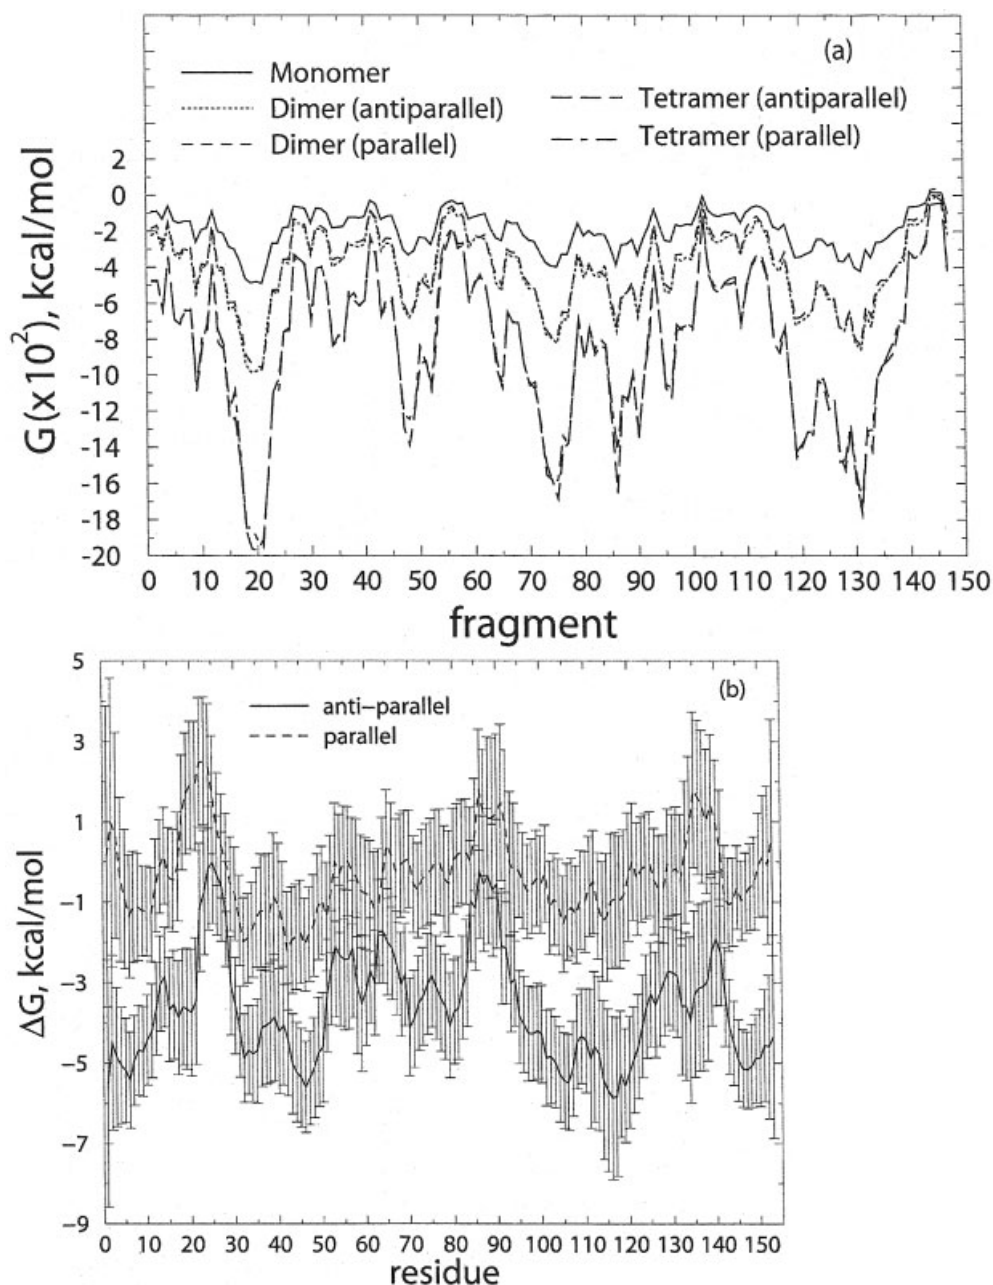 (a)
Monomer
Dimer (antiparallel)
Dimer (parallel)
Tetramer (antiparallel)
Tetramer (parallel)
G(x 10²), kcal/mol
2
0
-2
-4
-6
-8
-10
-12
-14
-16
-18
-20
0 10 20 30 40 50 60 70 80 90 100 110 120 130 140 150
fragment
(b)
anti-parallel
parallel
ΔG, kcal/mol
5
3
1
-1
-3
-5
-7
-9
0 10 20 30 40 50 60 70 80 90 100 110 120 130 140 150
residue